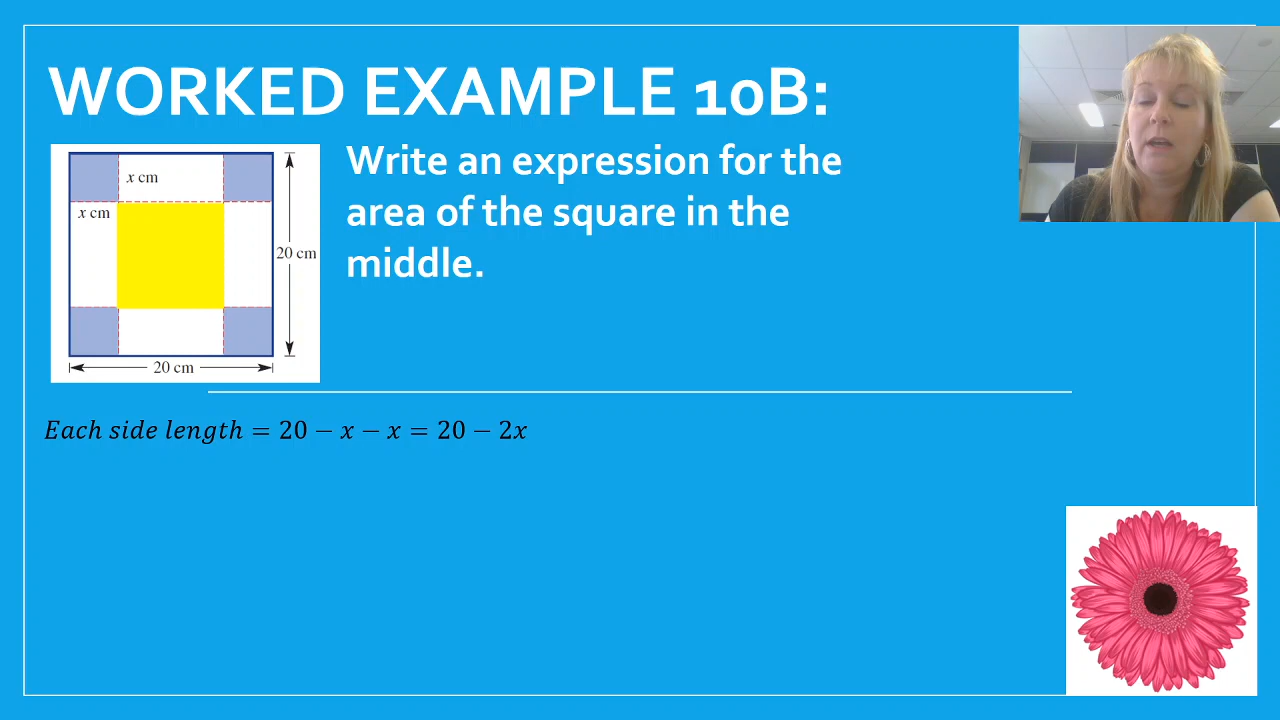 WORKED EXAMPLE 10B:
x cm
x cm
20 cm
20 cm
Write an expression for the
area of the square in the
middle.
Each side length = 20 − x − x = 20 − 2x